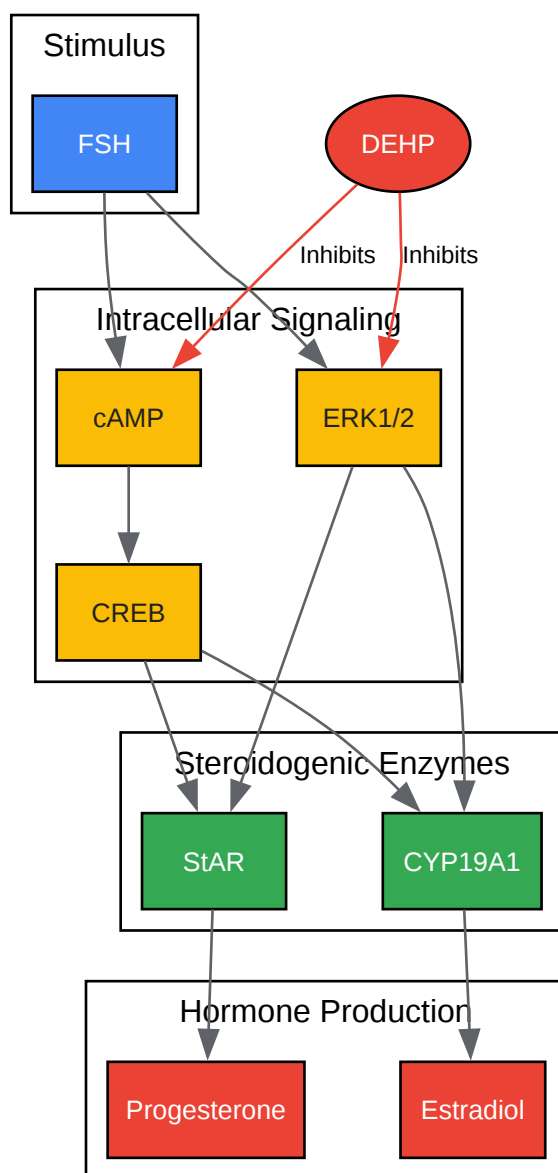 Stimulus
FSH
DEHP
Inhibits
Inhibits
Intracellular Signaling
cAMP
ERK1/2
CREB
Steroidogenic Enzymes
StAR
CYP19A1
Hormone Production
Progesterone
Estradiol